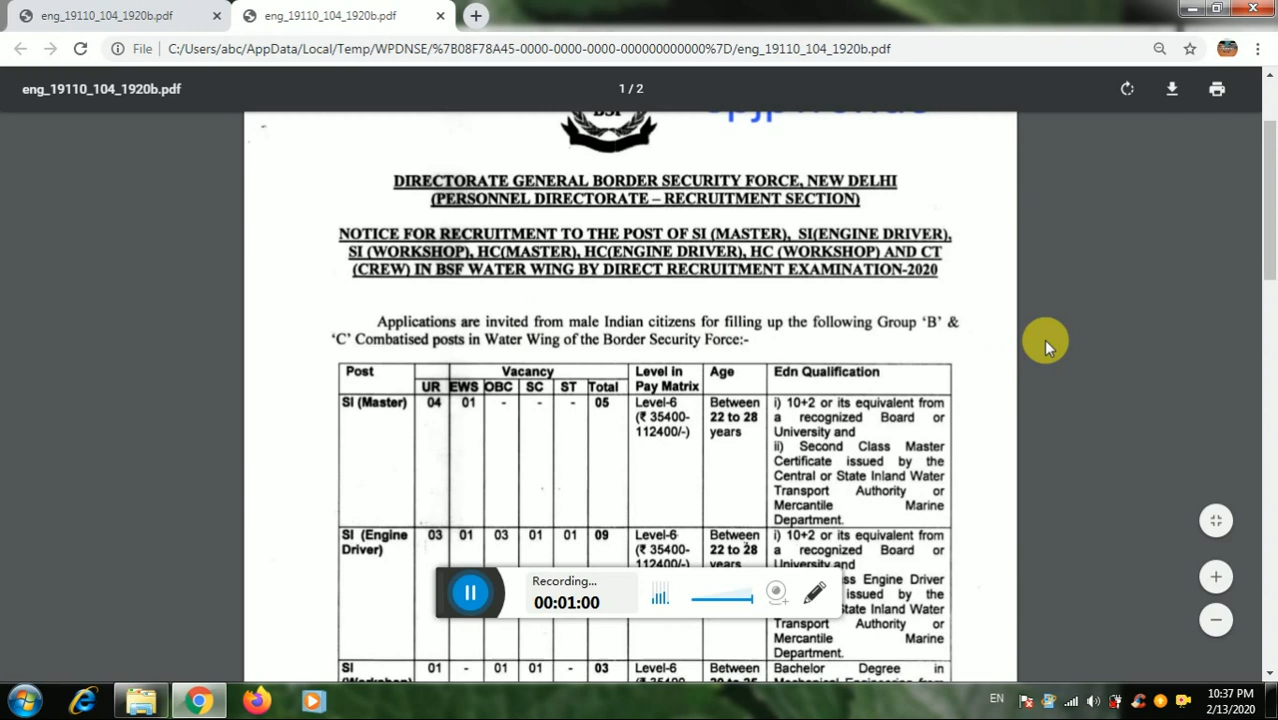 eng_19110_104_1920b.pdf
eng_19110_104_1920b.pdf
File
C:/Users/abc/AppData/Local/Temp/WPDNSE/%7B08F78A45-0000-0000-0000-000000000000%7D/eng_19110_104_1920b.pdf
eng_19110_104_1920b.pdf
1 / 2
BSF
DIRECTORATE GENERAL BORDER SECURITY FORCE, NEW DELHI
(PERSONNEL DIRECTORATE – RECRUITMENT SECTION)
NOTICE FOR RECRUITMENT TO THE POST OF SI (MASTER), SI(ENGINE DRIVER),
SI (WORKSHOP), HC(MASTER), HC(ENGINE DRIVER), HC (WORKSHOP) AND CT
(CREW) IN BSF WATER WING BY DIRECT RECRUITMENT EXAMINATION-2020
Applications are invited from male Indian citizens for filling up the following Group ‘B’ &
‘C’ Combatised posts in Water Wing of the Border Security Force:-
Post Vacancy Level in Age Edn Qualification
UR EWS OBC SC ST Total Pay Matrix
SI (Master) 04 01 - - - 05 Level-6 Between i) 10+2 or its equivalent from
(₹ 35400- 22 to 28 a recognized Board or
112400/-) years University and
ii) Second Class Master
Certificate issued by the
Central or State Inland Water
Transport Authority or
Mercantile Marine
Department.
SI (Engine 03 01 03 01 01 09 Level-6 Between i) 10+2 or its equivalent from
Driver) (₹ 35400- 22 to 28 a recognized Board or
112400/-) years University and
ss Engine Driver
issued by the
State Inland Water
Transport Authority or
Mercantile Marine
Department.
SI 01 - 01 01 - 03 Level-6 Between Bachelor Degree in
Recording...
00:01:00
EN
10:37 PM
2/13/2020